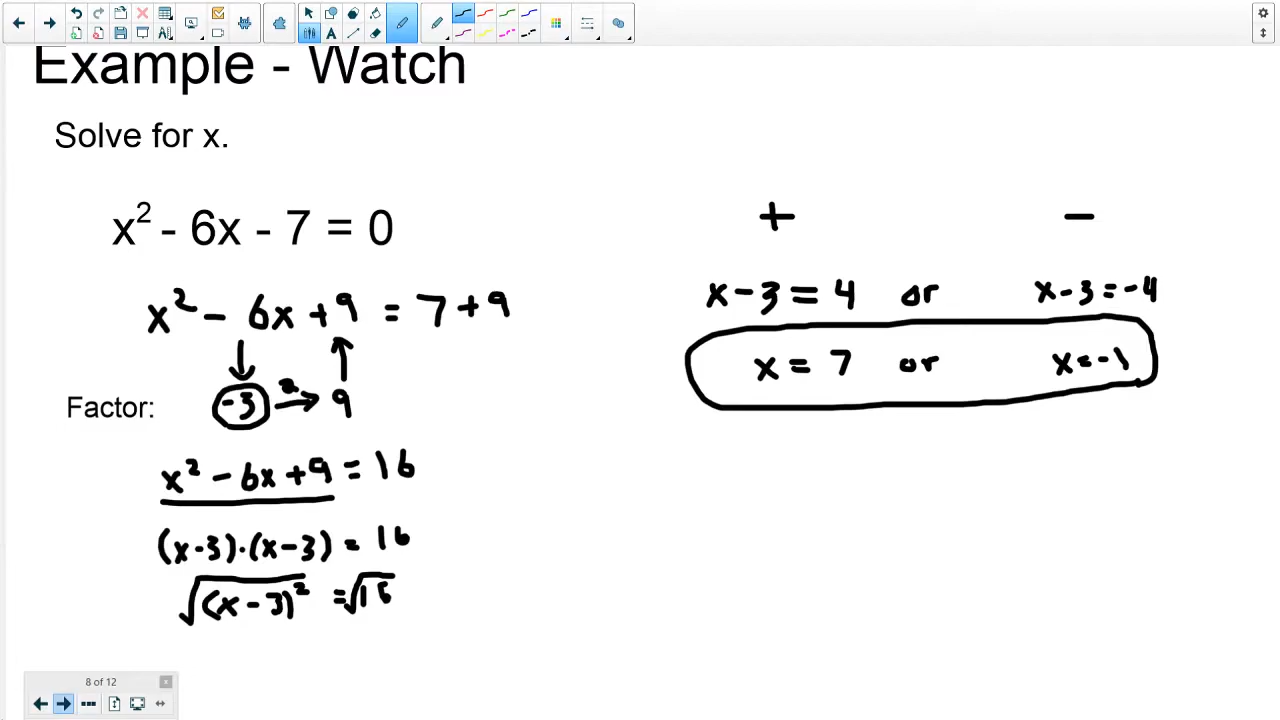 Example - Watch
Solve for x.
x² - 6x - 7 = 0
x² - 6x + 9 = 7 + 9
Factor:
-3 ² → 9
x² - 6x + 9 = 16
(x-3)·(x-3) = 16
√(x-3)² = √16
+ -
x-3 = 4 or x-3 = -4
x = 7 or x = -1
8 of 12